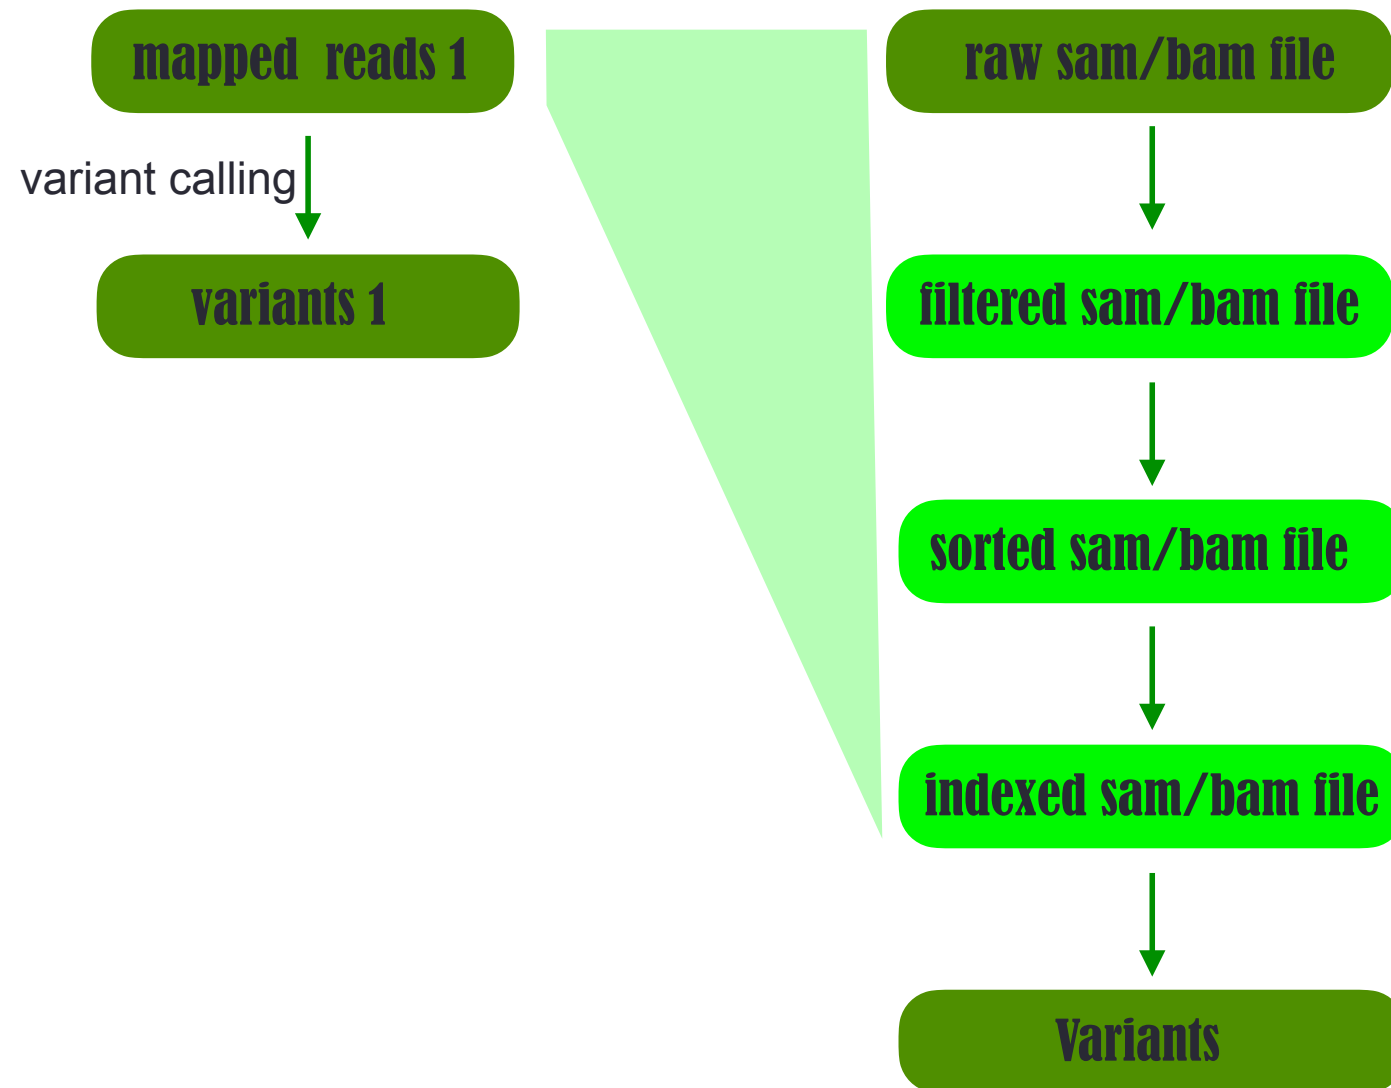 mapped reads 1
variant calling
variants 1
raw sam/bam file
filtered sam/bam file
sorted sam/bam file
indexed sam/bam file
Variants